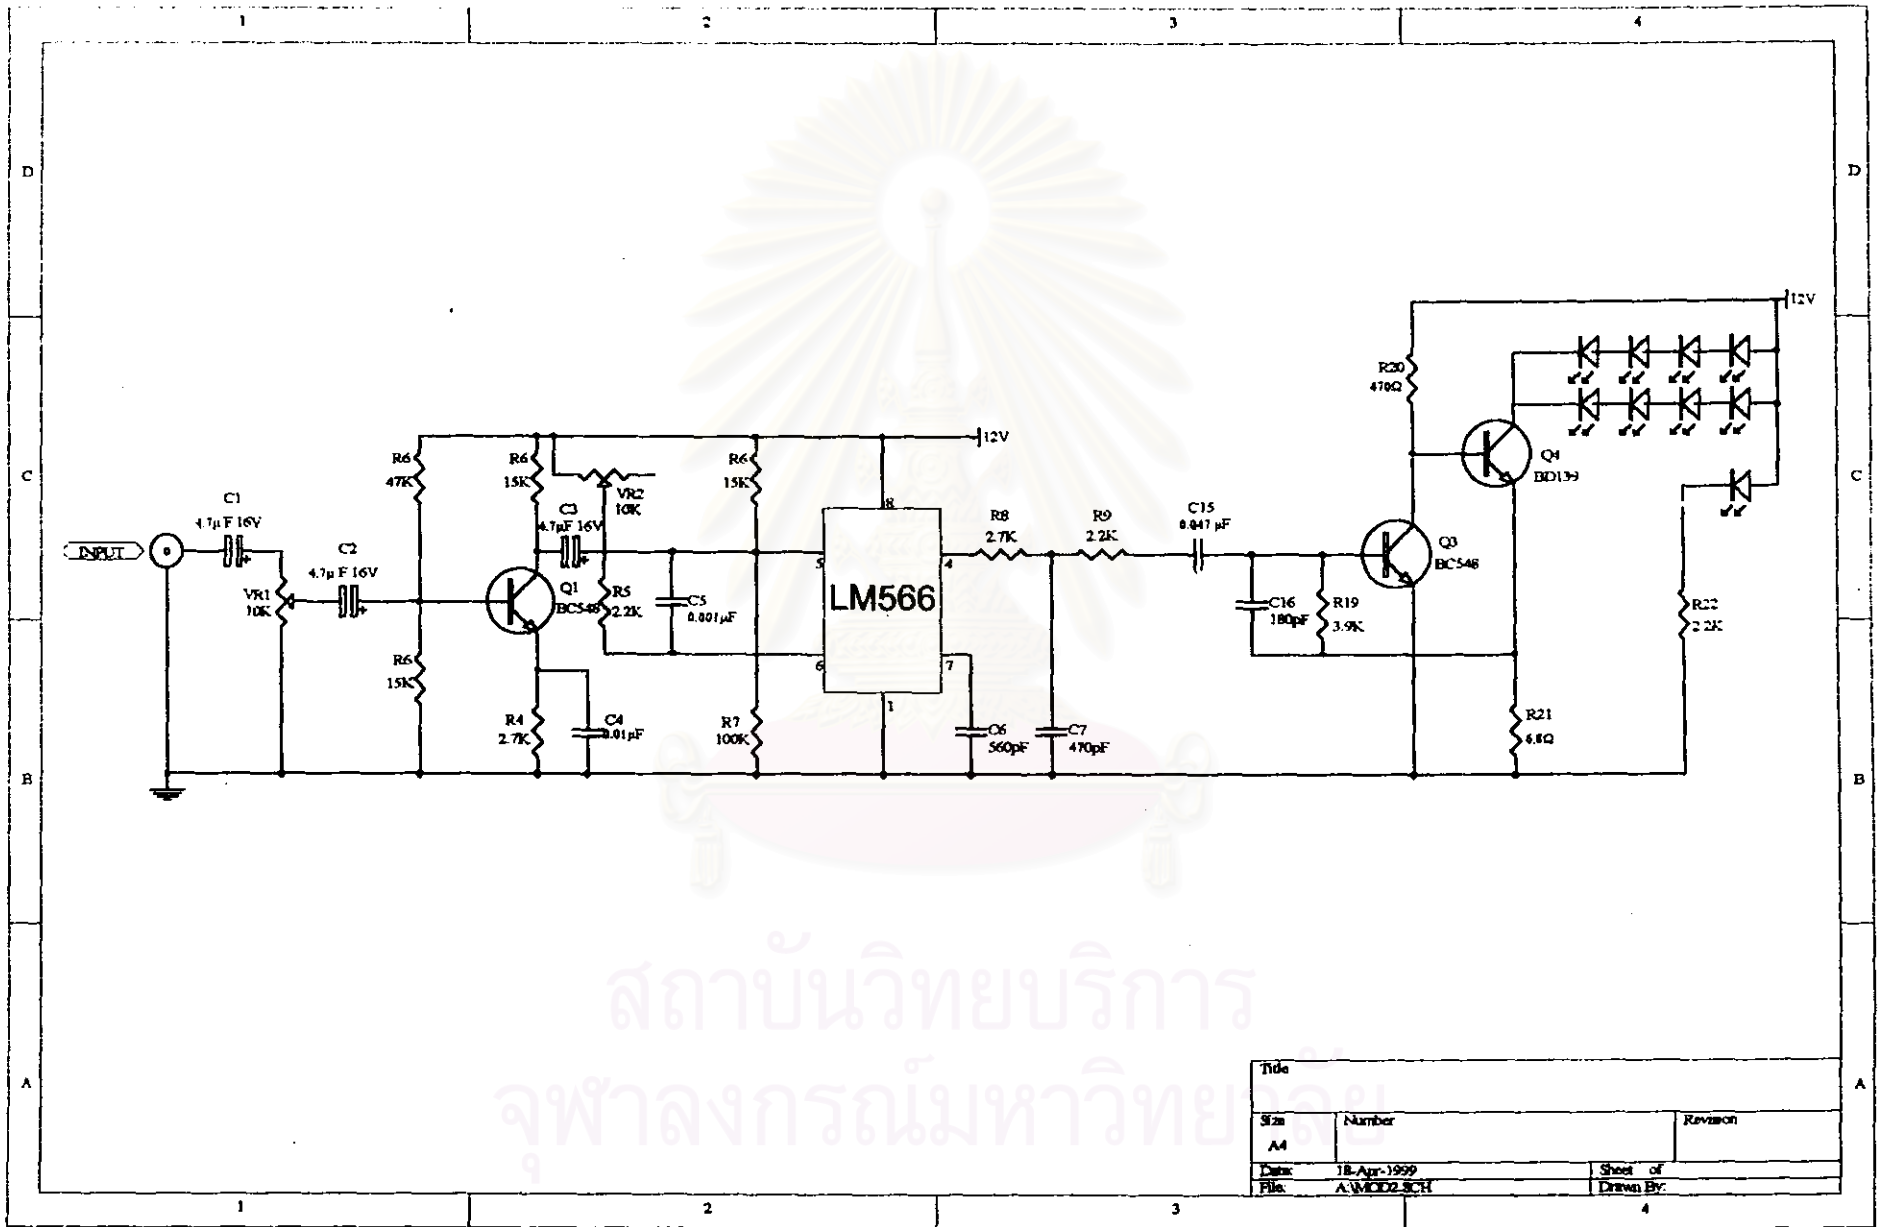 1 2 3 4
D D
12V
R20
470Ω
12V
Q4
BD139
C C
R6
47K
R6
15K
VR2
10K
R6
15K
C1
4.7µF 16V
C3
4.7µF 16V
8
R8
2.7K
R9
2.2K
C15
0.047 µF
INPUT
C2
4.7µF 16V
5
4
Q3
BC548
VR1
10K
Q1
BC548
R5
2.2K
C5
0.001µF
LM566
C16
180pF
R19
3.9K
R22
2.2K
R6
15K
6
7
1
R4
2.7K
C4
0.01µF
R7
100K
C6
560pF
C7
470pF
R21
6.8Ω
B B
สถาบันวิทยบริการ
จุฬาลงกรณ์มหาวิทยาลัย
A A
Title
Size
A4
Number
Revision
Date: 18-Apr-1999
Sheet of
File: A:\MOD2.SCH
Drawn By:
1 2 3 4